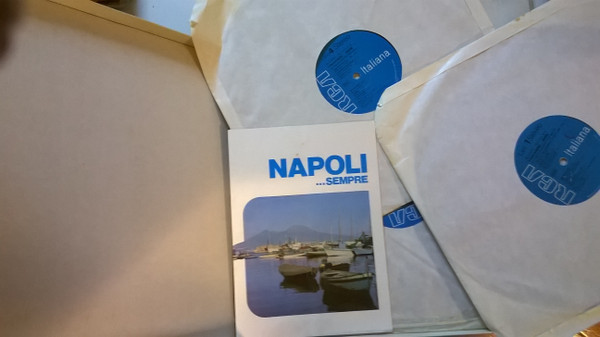 RCA
Italiana
NAPOLI
...SEMPRE
RCA
Italiana
RCA